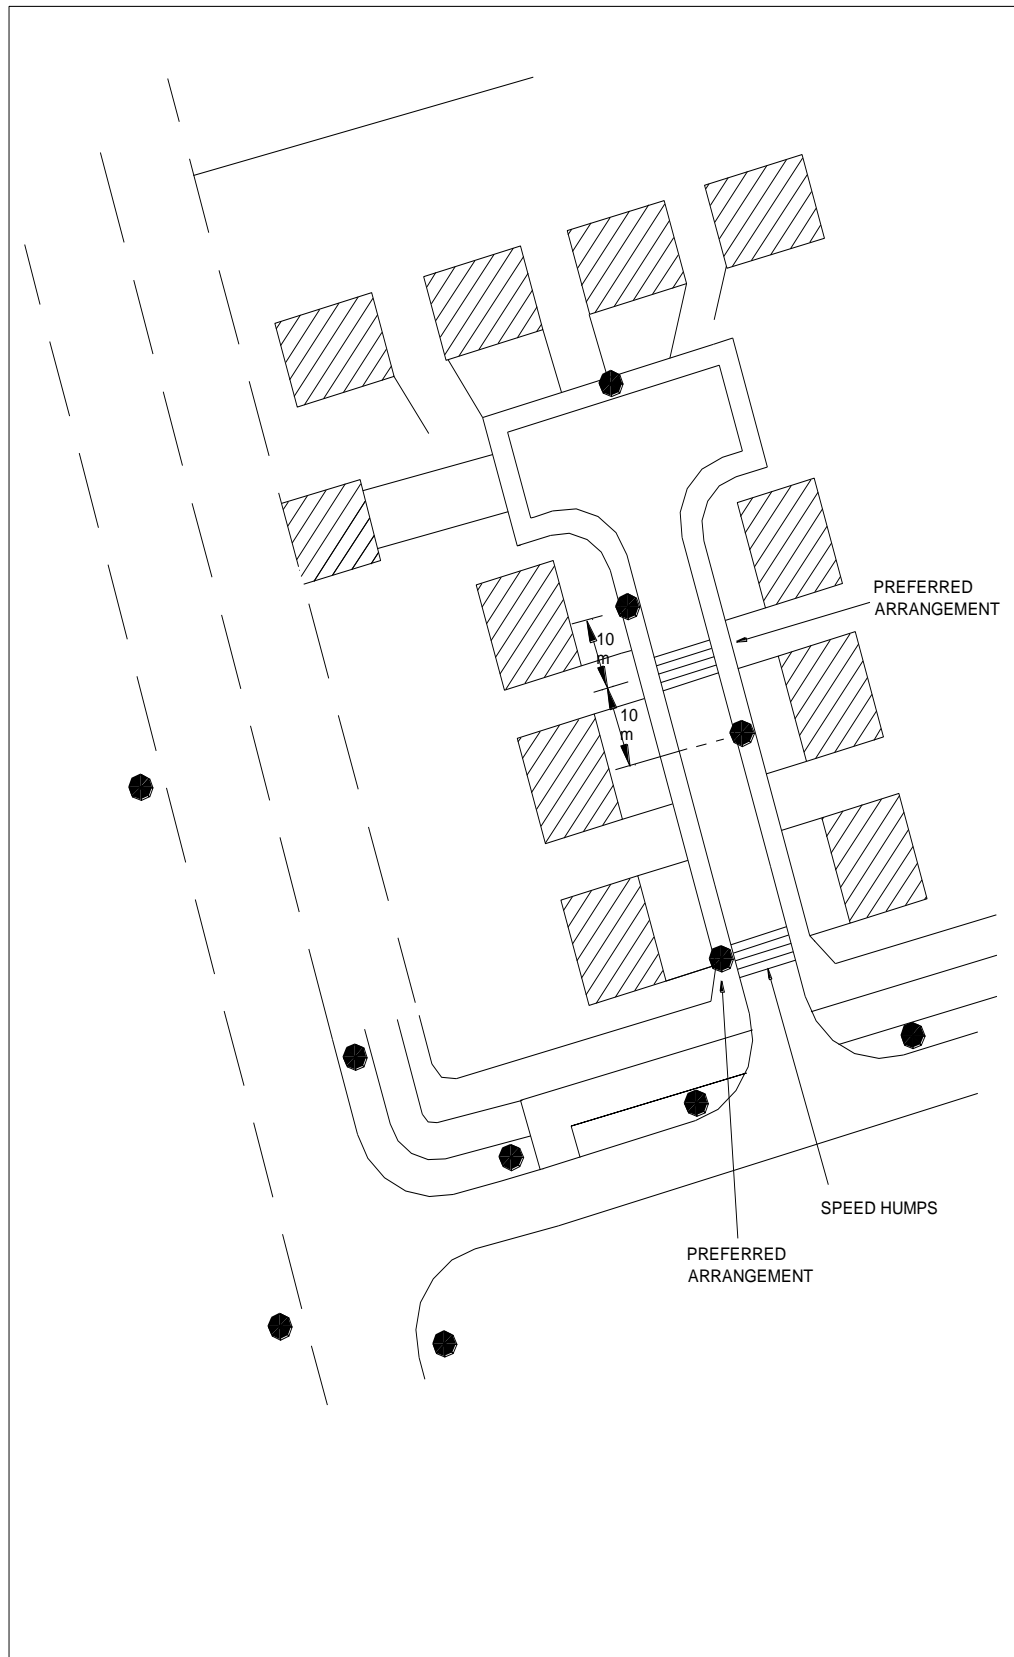 PREFERRED
ARRANGEMENT
10
m
10
m
SPEED HUMPS
PREFERRED
ARRANGEMENT